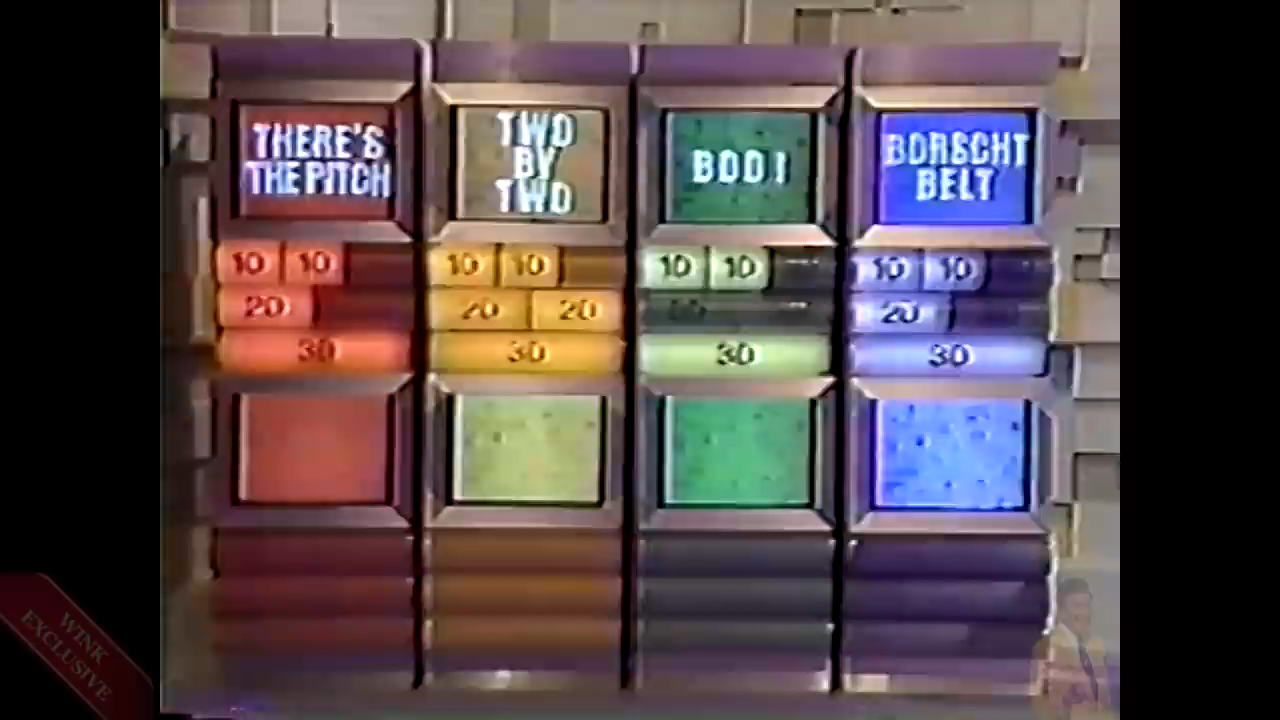 THERE'S
THE PITCH
TWO
BY
TWO
BOO!
BORSCHT
BELT
10 10 10 10 10 10 10 10
20 20 20 20 20
30 30 30 30
WINK
EXCLUSIVE